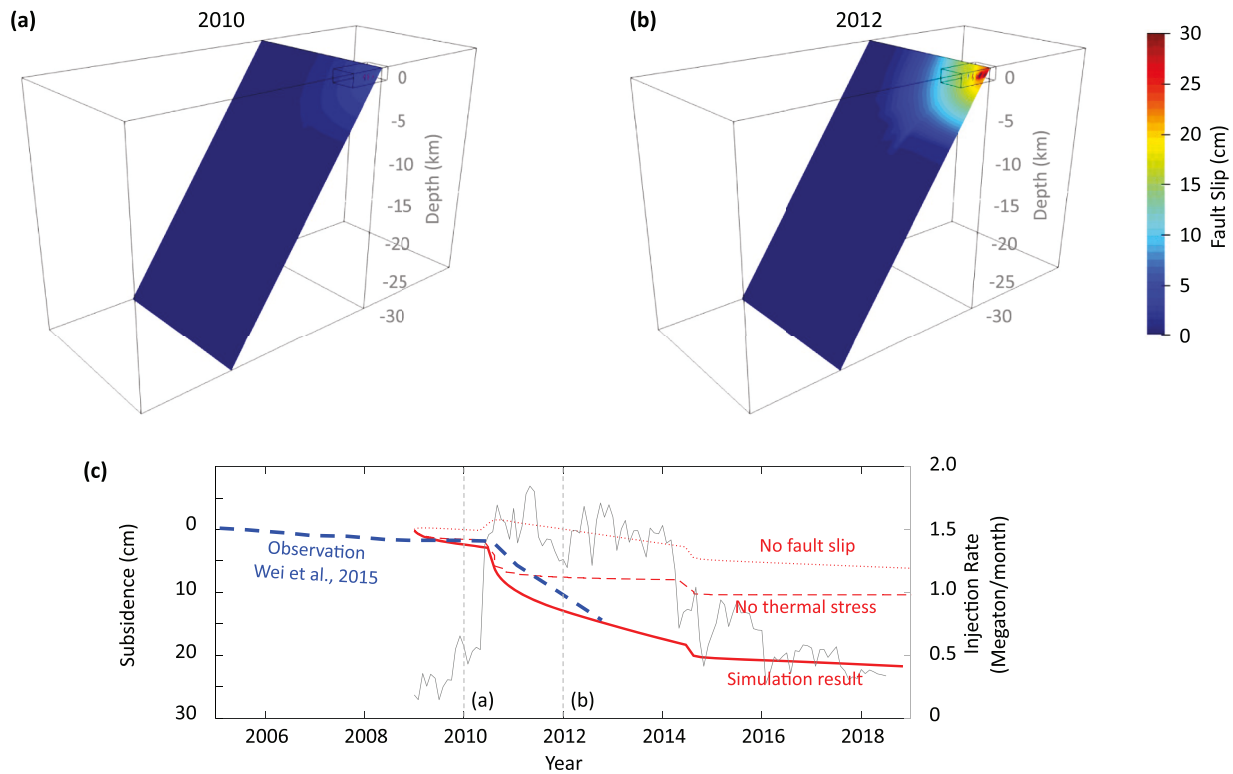 (a)
2010
0
-5
-10
-15
-20
-25
-30
Depth (km)
(b)
2012
0
-5
-10
-15
-20
-25
-30
Depth (km)
30
25
20
15
10
5
0
Fault Slip (cm)
(c)
Subsidence (cm)
0
10
20
30
Observation
Wei et al., 2015
No fault slip
No thermal stress
Simulation result
(a)
(b)
2.0
1.5
1.0
0.5
0
Injection Rate
(Megaton/month)
2006
2008
2010
2012
2014
2016
2018
Year